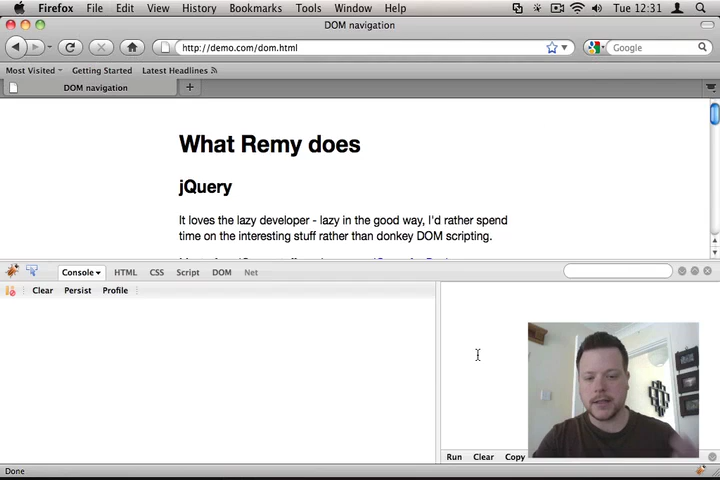 Firefox File Edit View History Bookmarks Tools Window Help Tue 12:31
DOM navigation
http://demo.com/dom.html
Google
Most Visited Getting Started Latest Headlines
DOM navigation
What Remy does
jQuery
It loves the lazy developer - lazy in the good way, I'd rather spend
time on the interesting stuff rather than donkey DOM scripting.
Console HTML CSS Script DOM Net
Clear Persist Profile
Run Clear Copy
Done